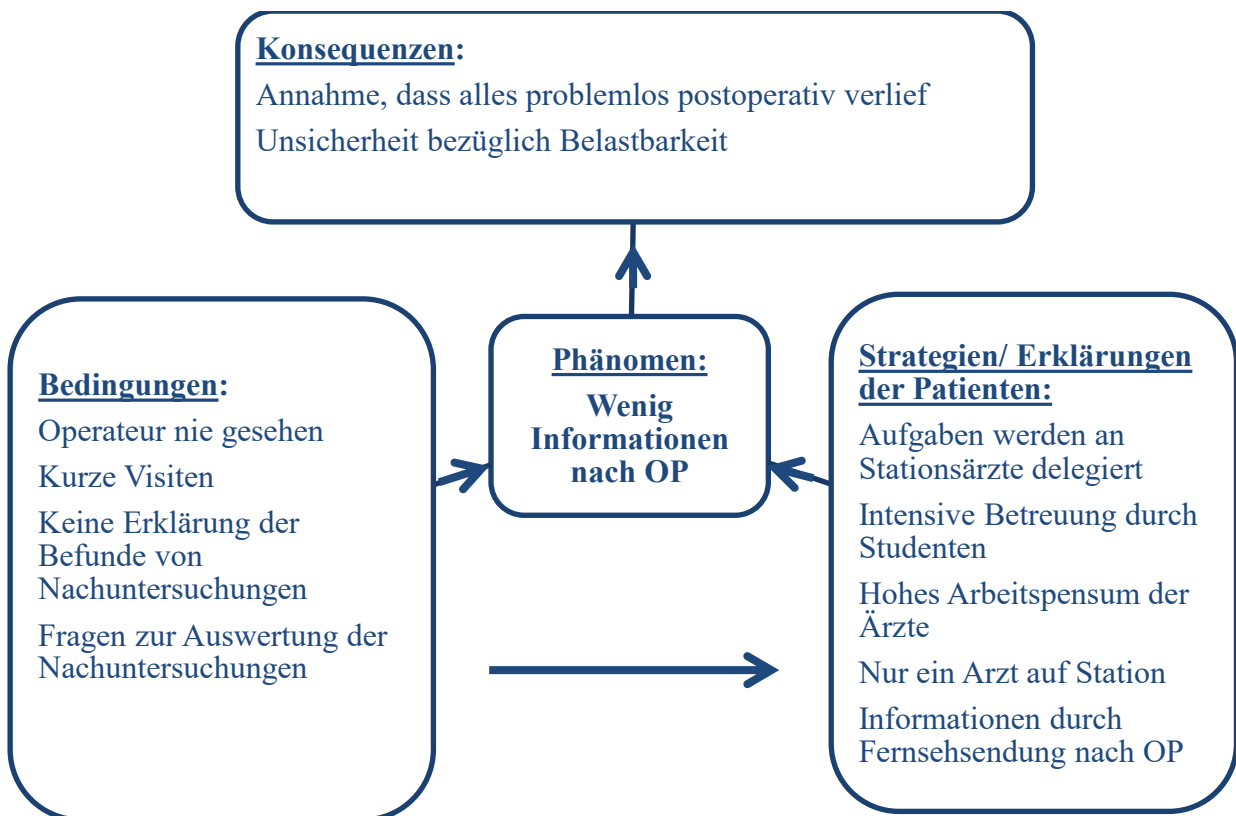 Konsequenzen:
Annahme, dass alles problemlos postoperativ verlief
Unsicherheit bezüglich Belastbarkeit
Bedingungen:
Operateur nie gesehen
Kurze Visiten
Keine Erklärung der
Befunde von
Nachuntersuchungen
Fragen zur Auswertung der
Nachuntersuchungen
Phänomen:
Wenig
Informationen
nach OP
Strategien/ Erklärungen
der Patienten:
Aufgaben werden an
Stationsärzte delegiert
Intensive Betreuung durch
Studenten
Hohes Arbeitspensum der
Ärzte
Nur ein Arzt auf Station
Informationen durch
Fernsehsendung nach OP